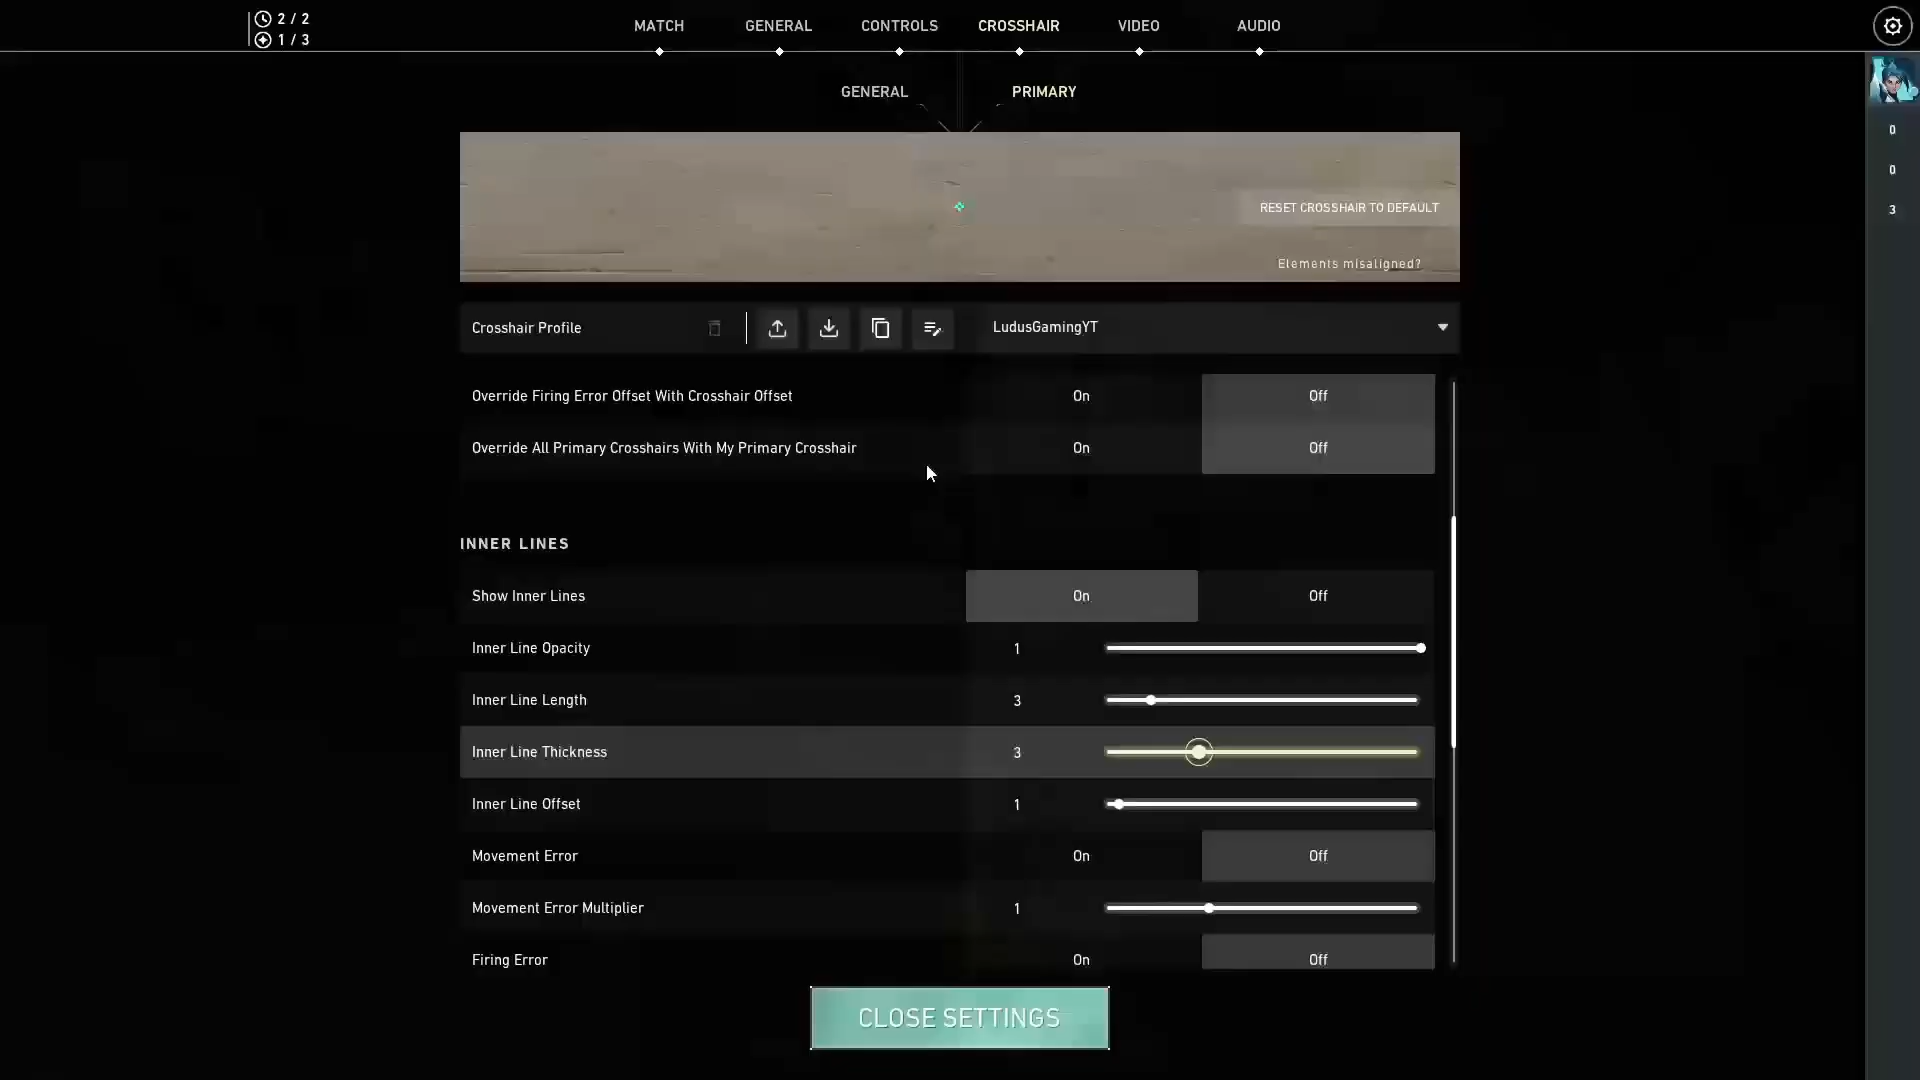 2 / 2
1 / 3
MATCH GENERAL CONTROLS CROSSHAIR VIDEO AUDIO
GENERAL PRIMARY
0
0
3
RESET CROSSHAIR TO DEFAULT
Elements misaligned?
Crosshair Profile LudusGamingYT
Override Firing Error Offset With Crosshair Offset On Off
Override All Primary Crosshairs With My Primary Crosshair On Off
INNER LINES
Show Inner Lines On Off
Inner Line Opacity 1
Inner Line Length 3
Inner Line Thickness 3
Inner Line Offset 1
Movement Error On Off
Movement Error Multiplier 1
Firing Error On Off
CLOSE SETTINGS